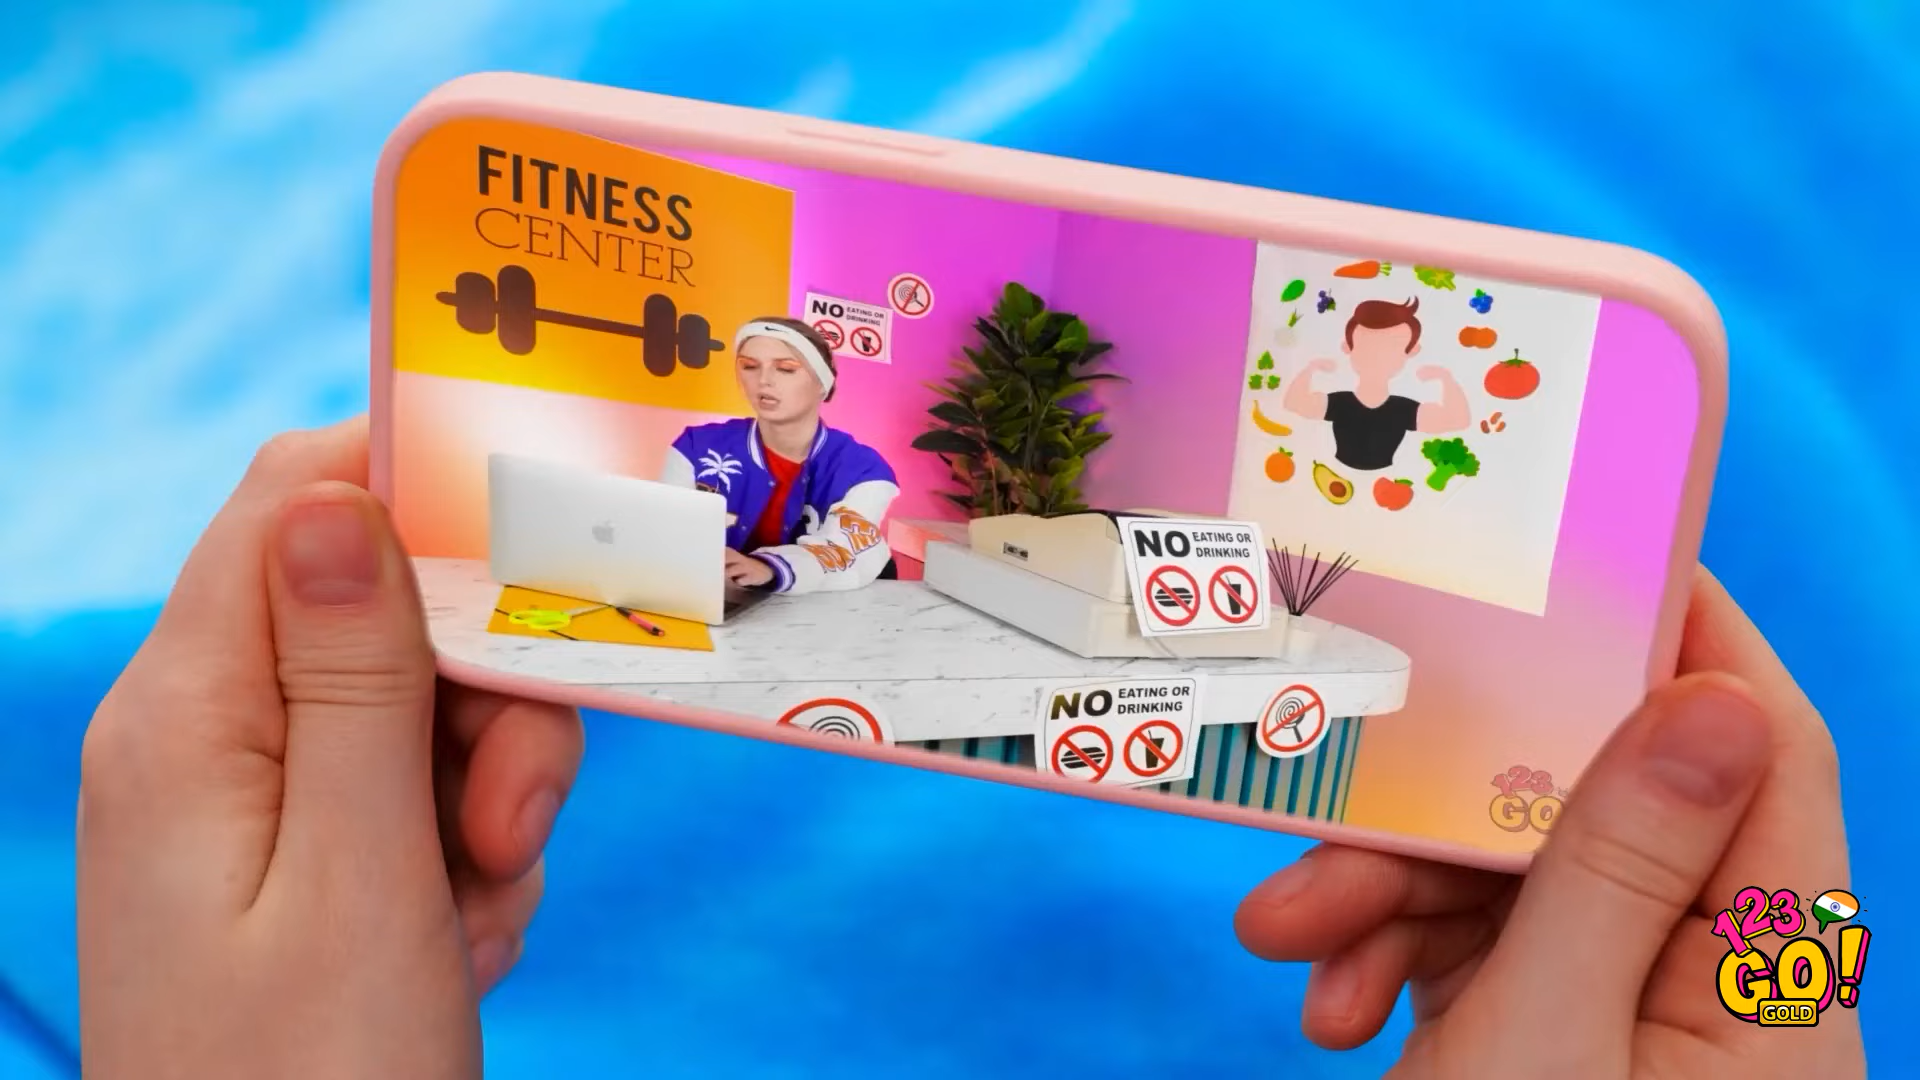 FITNESS
CENTER
NO EATING OR
DRINKING
NO EATING OR
DRINKING
NO EATING OR
DRINKING
123
GO
123
GO!
GOLD